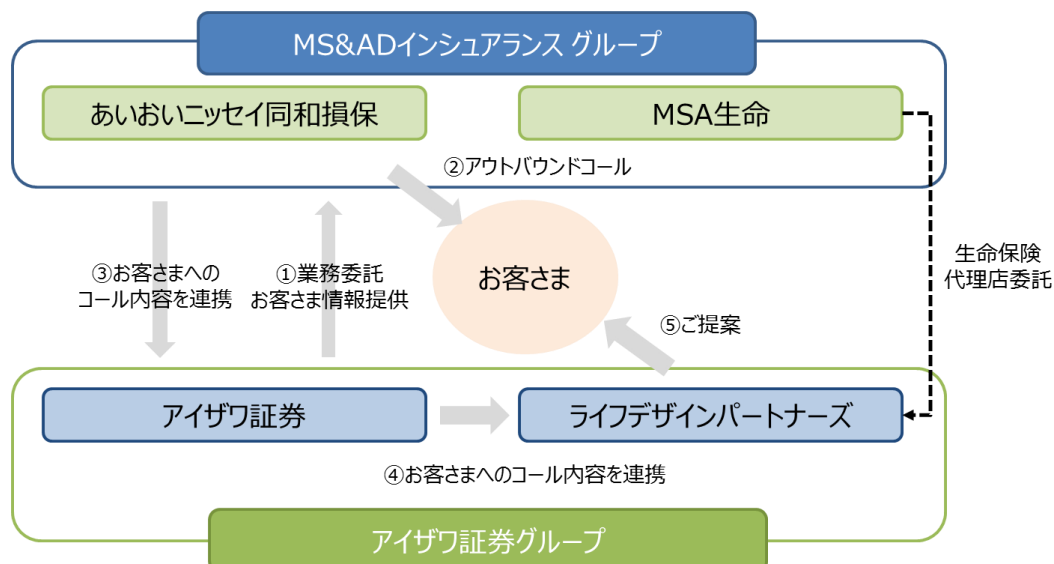 MS&ADインシュアランス グループ
あいおいニッセイ同和損保
MSA生命
②アウトバウンドコール
③お客さまへの
コール内容を連携
①業務委託
お客さま情報提供
お客さま
生命保険
代理店委託
⑤ご提案
アイザワ証券
ライフデザインパートナーズ
④お客さまへのコール内容を連携
アイザワ証券グループ